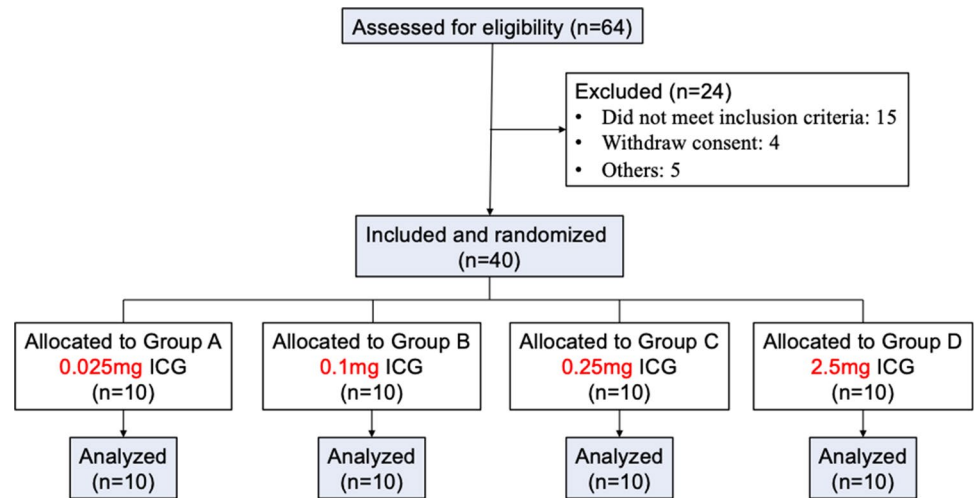 Assessed for eligibility (n=64)
Excluded (n=24)
• Did not meet inclusion criteria: 15
• Withdraw consent: 4
• Others: 5
Included and randomized
(n=40)
Allocated to Group A
0.025mg ICG
(n=10)
Allocated to Group B
0.1mg ICG
(n=10)
Allocated to Group C
0.25mg ICG
(n=10)
Allocated to Group D
2.5mg ICG
(n=10)
Analyzed
(n=10)
Analyzed
(n=10)
Analyzed
(n=10)
Analyzed
(n=10)